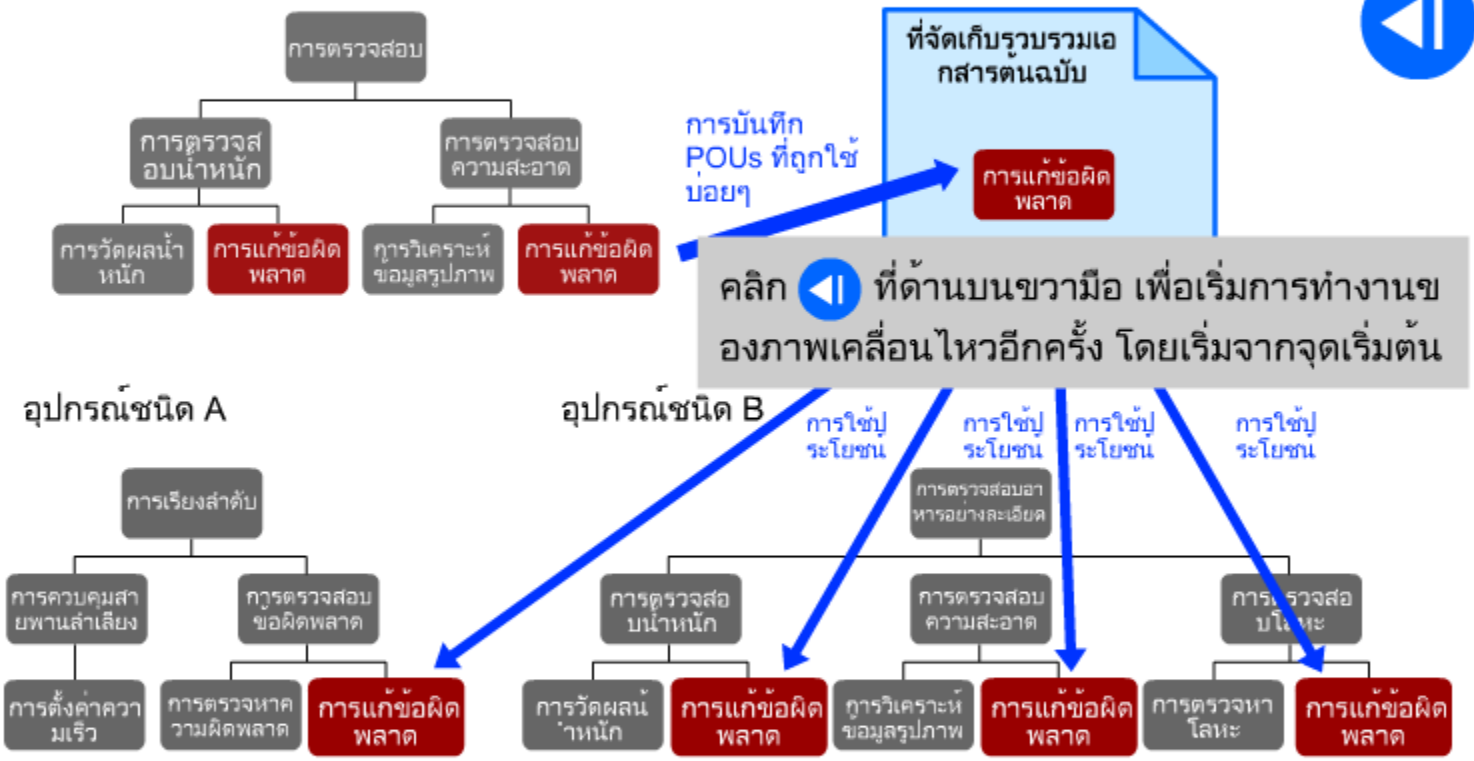 การตรวจสอบ
การตรวจส
อบน้ำหนัก
การตรวจสอบ
ความสะอาด
การวัดผลน้ำ
หนัก
การแก้ข้อผิด
พลาด
การวิเคราะห์
ข้อมูลรูปภาพ
การแก้ข้อผิด
พลาด
การบันทึก
POUs ที่ถูกใช้
บ่อยๆ
ที่จัดเก็บรวบรวมเอ
กสารต้นฉบับ
การแก้ข้อผิด
พลาด
คลิก ที่ด้านบนขวามือ เพื่อเริ่มการทำงานข
องภาพเคลื่อนไหวอีกครั้ง โดยเริ่มจากจุดเริ่มต้น
อุปกรณ์ชนิด A
การเรียงลำดับ
การควบคุมสา
ยพานลำเลียง
การตรวจสอบ
ข้อผิดพลาด
การตั้งค่าควา
มเร็ว
การตรวจหาค
วามผิดพลาด
การแก้ข้อผิด
พลาด
อุปกรณ์ชนิด B
การใช้ป
ระโยชน์
การใช้ป
ระโยชน์
การใช้ป
ระโยชน์
การใช้ป
ระโยชน์
การตรวจสอบอา
หารอย่างละเอียด
การตรวจสอ
บน้ำหนัก
การตรวจสอบ
ความสะอาด
การตรวจสอ
บโลหะ
การวัดผลน้
ำหนัก
การแก้ข้อผิด
พลาด
การวิเคราะห์
ข้อมูลรูปภาพ
การแก้ข้อผิด
พลาด
การตรวจหา
โลหะ
การแก้ข้อผิด
พลาด